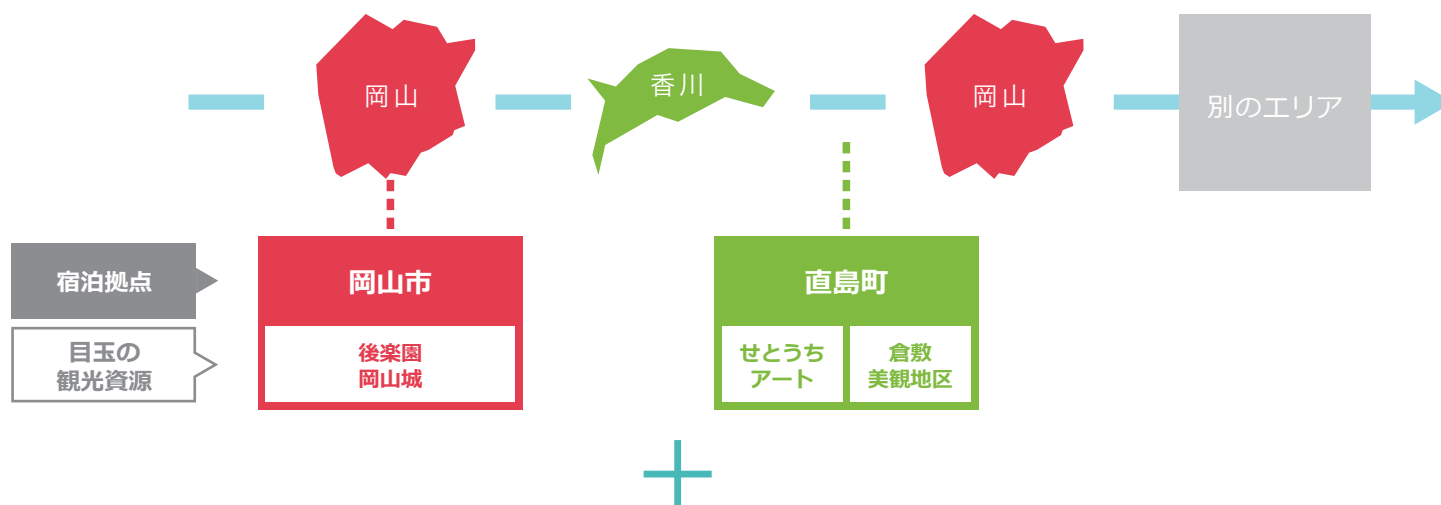 岡山
香川
岡山
別のエリア
宿泊拠点
岡山市
直島町
目玉の
観光資源
後楽園
岡山城
せとうち
アート
倉敷
美観地区